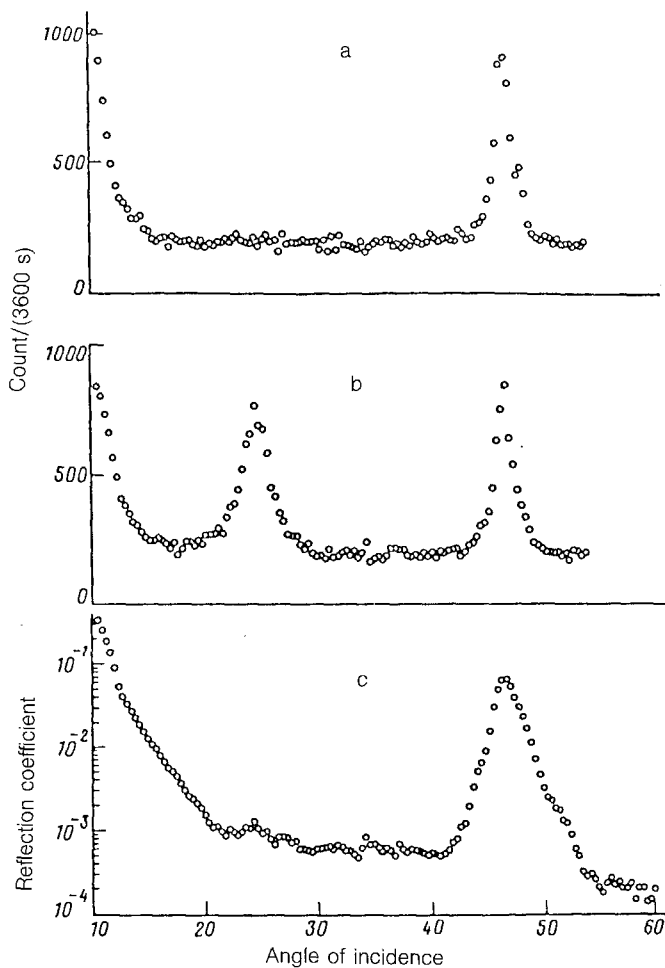 1000
a
500
0
Count/(3600 s)
1000
b
500
0
10⁻¹
c
10⁻²
10⁻³
10⁻⁴
Reflection coefficient
10 20 30 40 50 60
Angle of incidence